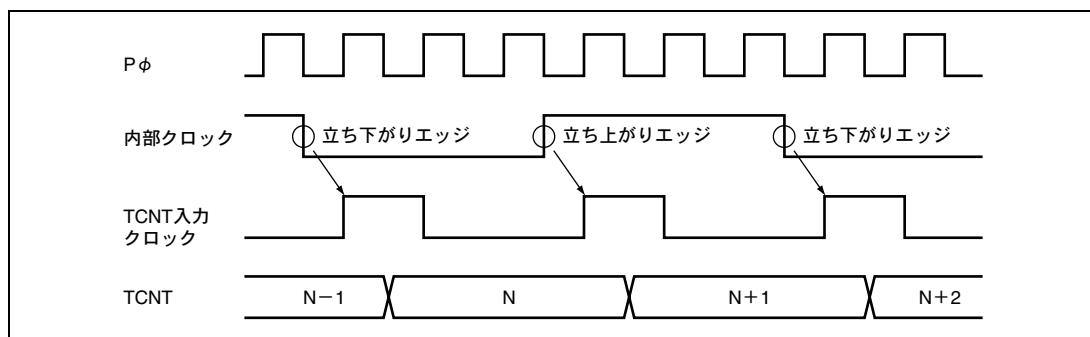 Pφ
内部クロック
立ち下がりエッジ
立ち上がりエッジ
立ち下がりエッジ
TCNT入力
クロック
TCNT
N−1
N
N+1
N+2